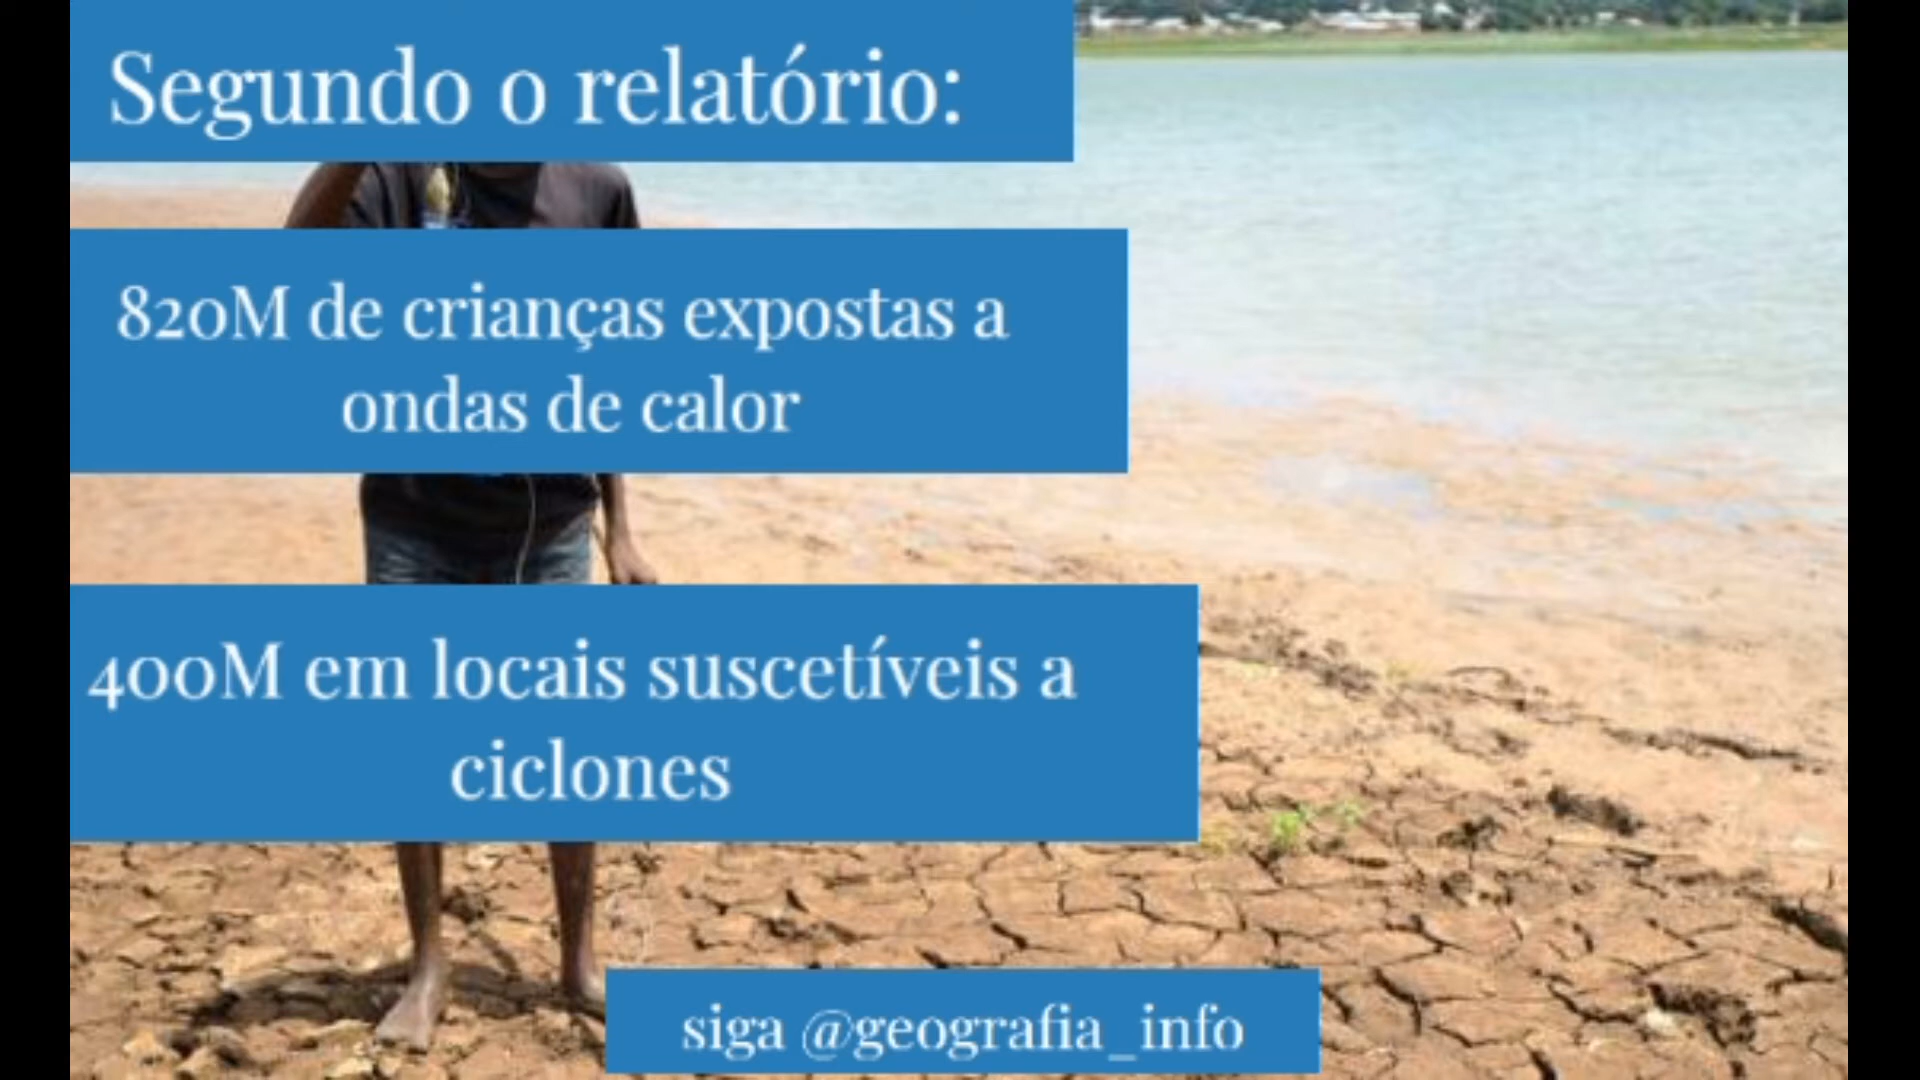 Segundo o relatório:
820M de crianças expostas a
ondas de calor
400M em locais suscetíveis a
ciclones
siga @geografia_info